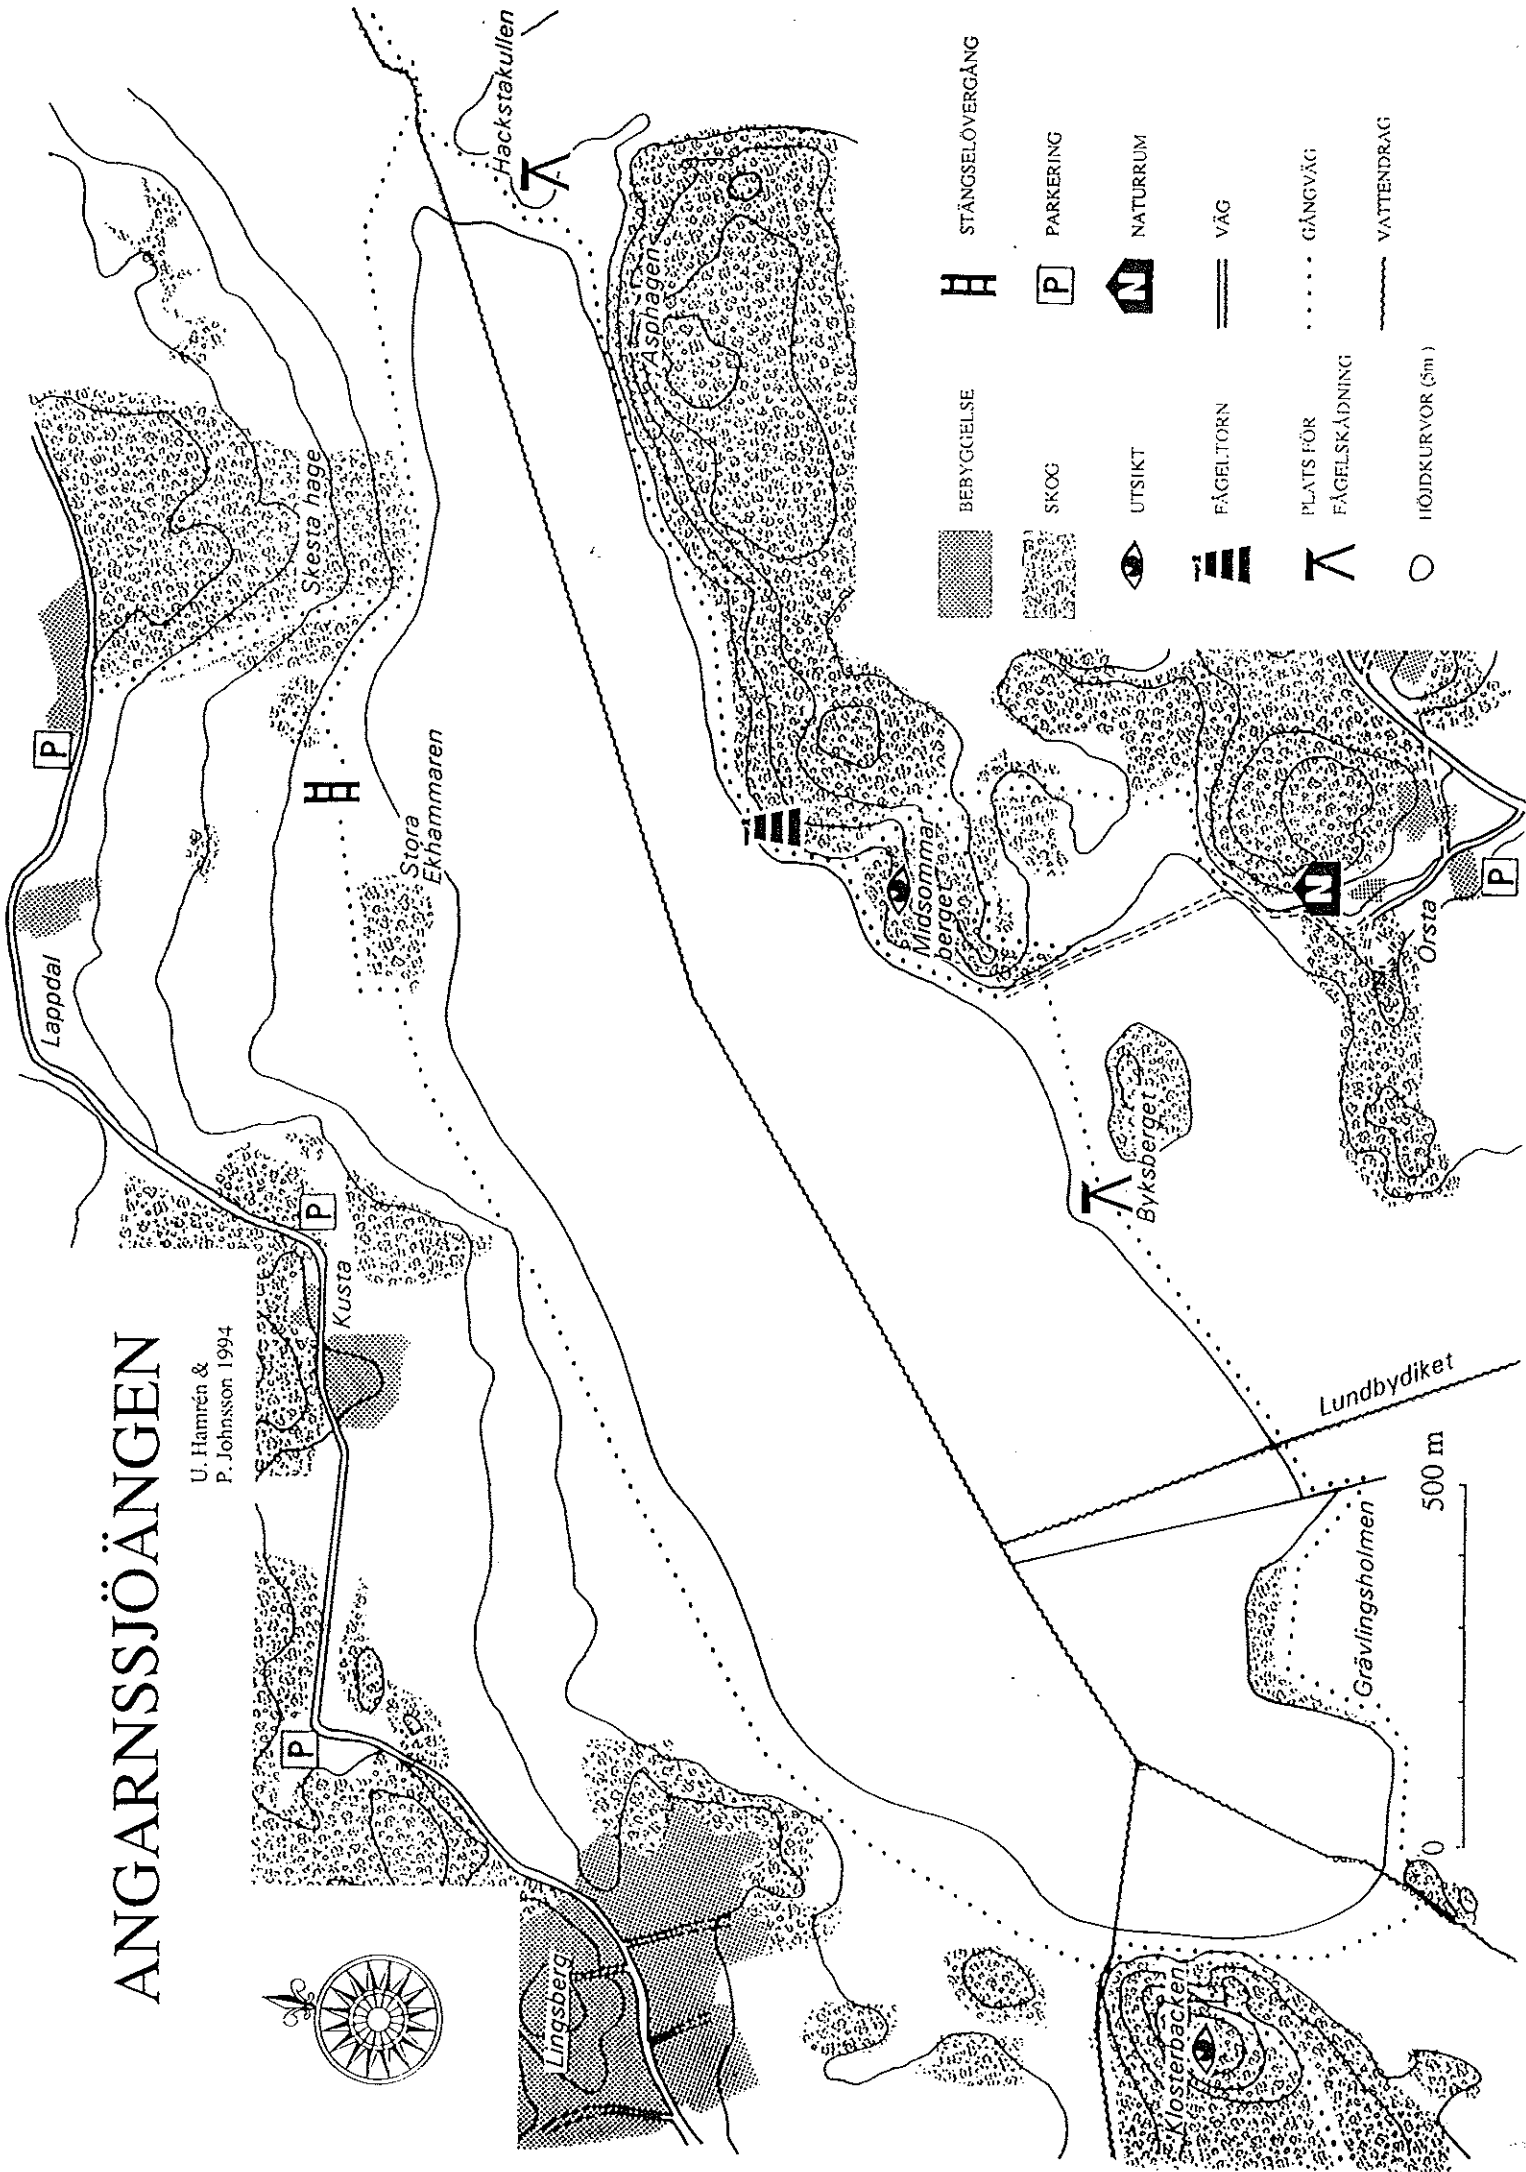 ANGARNSSJÖÄNGEN
U. Hamrén &
P. Johnsson 1994
Lingsberg
P
Kusta
P
Lappdal
P
Skesta hage
Stora
Ekhammaren
Hackstakullen
Asphagen
Midsommar
berget
Byksberget
Örsta
N
P
Lundbydiket
Grävlingsholmen
Klosterbacken
0
500 m
BEBYGGELSE
SKOG
UTSIKT
FÅGELTORN
PLATS FÖR
FÅGELSKÅDNING
HÖJDKURVOR (5m)
STÄNGSELÖVERGÅNG
P
PARKERING
N
NATURRUM
VÄG
GÅNGVÄG
VATTENDRAG